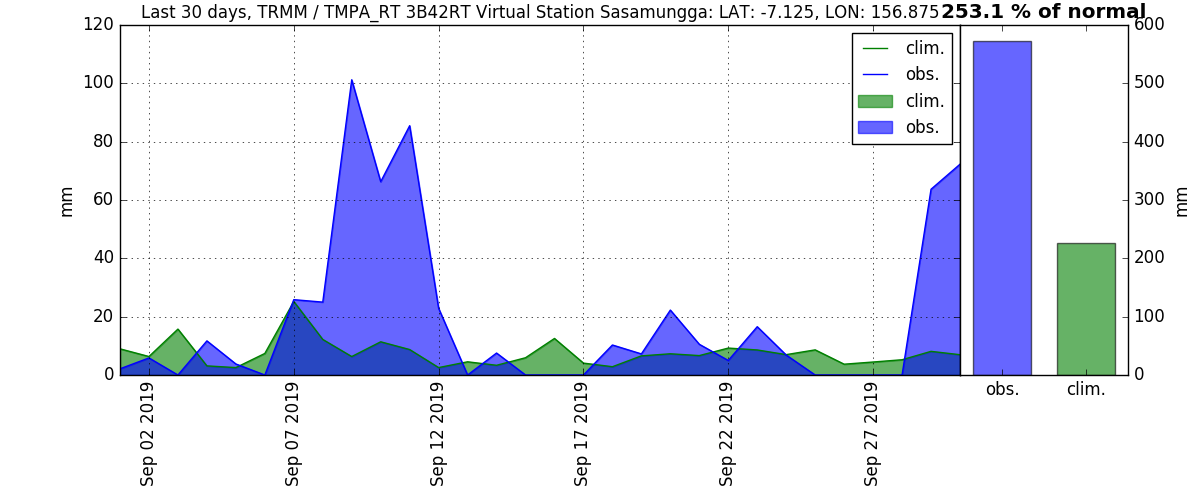 Last 30 days, TRMM / TMPA_RT 3B42RT Virtual Station Sasamungga: LAT: -7.125, LON: 156.875
253.1 % of normal
120
100
80
60
40
20
0
mm
clim.
obs.
clim.
obs.
600
500
400
300
200
100
0
mm
Sep 02 2019
Sep 07 2019
Sep 12 2019
Sep 17 2019
Sep 22 2019
Sep 27 2019
obs.
clim.